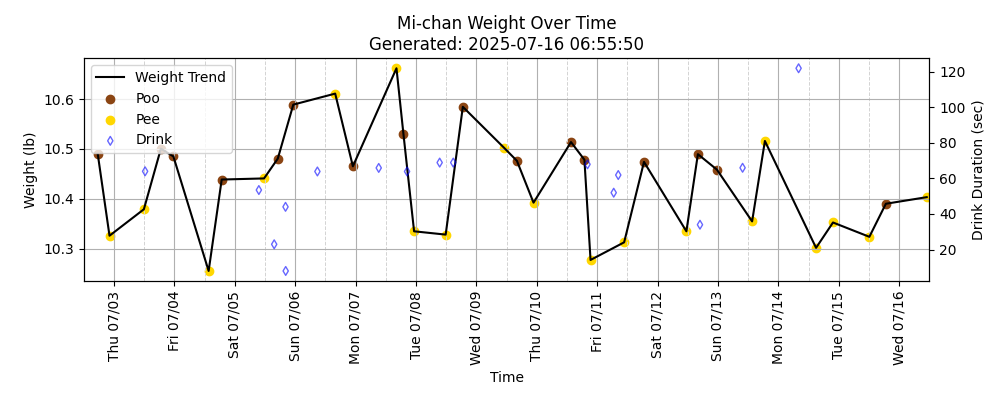 Mi-chan Weight Over Time
Generated: 2025-07-16 06:55:50
Weight Trend
Poo
Pee
Drink
Weight (lb)
10.6
10.5
10.4
10.3
Drink Duration (sec)
120
100
80
60
40
20
Thu 07/03
Fri 07/04
Sat 07/05
Sun 07/06
Mon 07/07
Tue 07/08
Wed 07/09
Thu 07/10
Fri 07/11
Sat 07/12
Sun 07/13
Mon 07/14
Tue 07/15
Wed 07/16
Time